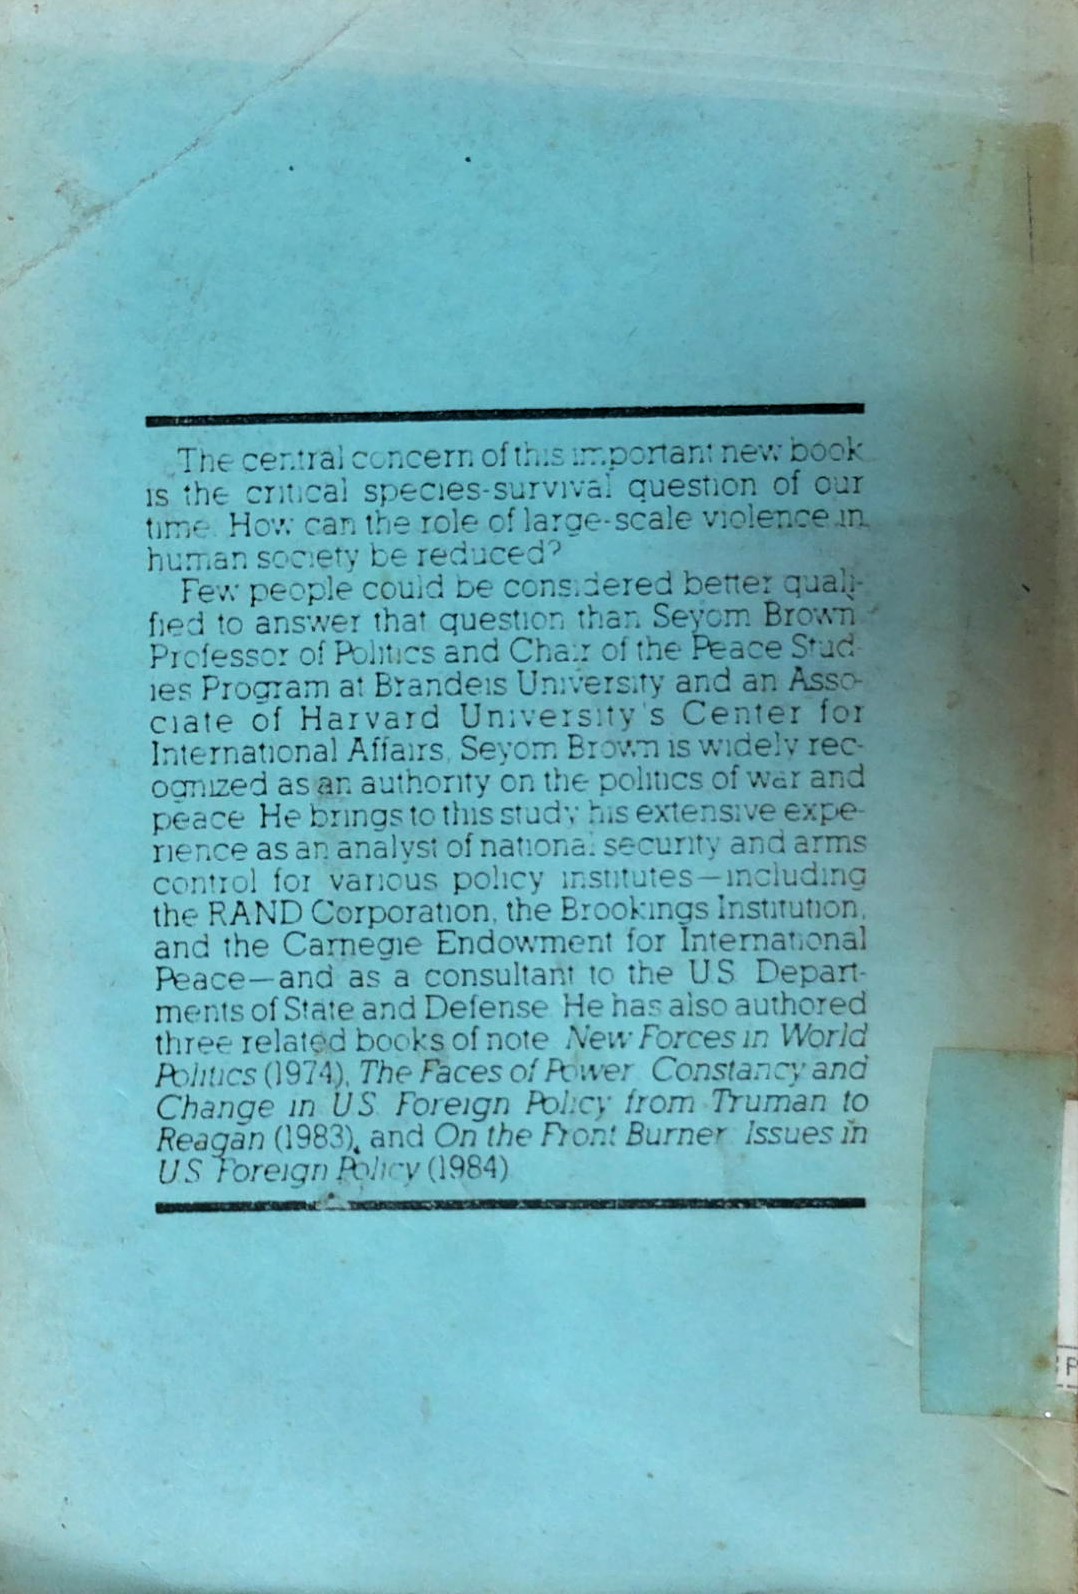 The central concern of this important new book
is the critical species-survival question of our
time. How can the role of large-scale violence in
human society be reduced?
Few people could be considered better quali-
fied to answer that question than Seyom Brown.
Professor of Politics and Chair of the Peace Stud-
ies Program at Brandeis University and an Asso-
ciate of Harvard University's Center for
International Affairs, Seyom Brown is widely rec-
ognized as an authority on the politics of war and
peace. He brings to this study his extensive expe-
rience as an analyst of national security and arms
control for various policy institutes—including
the RAND Corporation, the Brookings Institution,
and the Carnegie Endowment for International
Peace—and as a consultant to the U.S. Depart-
ments of State and Defense. He has also authored
three related books of note New Forces in World
Politics (1974), The Faces of Power Constancy and
Change in U.S. Foreign Policy from Truman to
Reagan (1983), and On the Front Burner Issues in
U.S. Foreign Policy (1984)